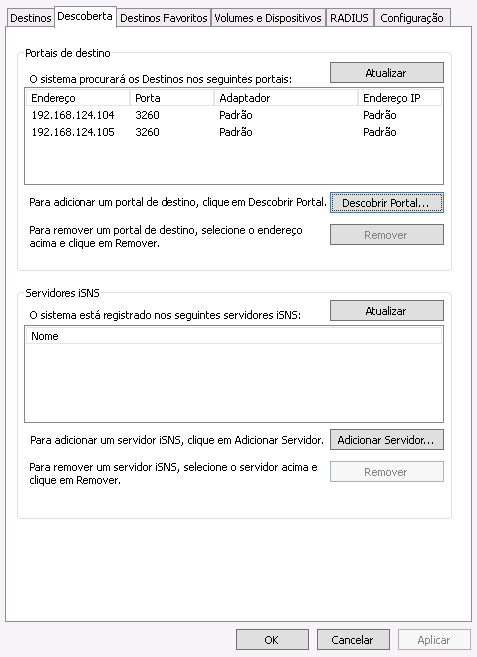 Destinos Descoberta Destinos Favoritos Volumes e Dispositivos RADIUS Configuração
Portais de destino
O sistema procurará os Destinos nos seguintes portais: Atualizar
Endereço Porta Adaptador Endereço IP
192.168.124.104 3260 Padrão Padrão
192.168.124.105 3260 Padrão Padrão
Para adicionar um portal de destino, clique em Descobrir Portal. Descobrir Portal...
Para remover um portal de destino, selecione o endereço
acima e clique em Remover. Remover
Servidores iSNS
O sistema está registrado nos seguintes servidores iSNS: Atualizar
Nome
Para adicionar um servidor iSNS, clique em Adicionar Servidor. Adicionar Servidor...
Para remover um servidor iSNS, selecione o servidor acima e
clique em Remover. Remover
OK Cancelar Aplicar